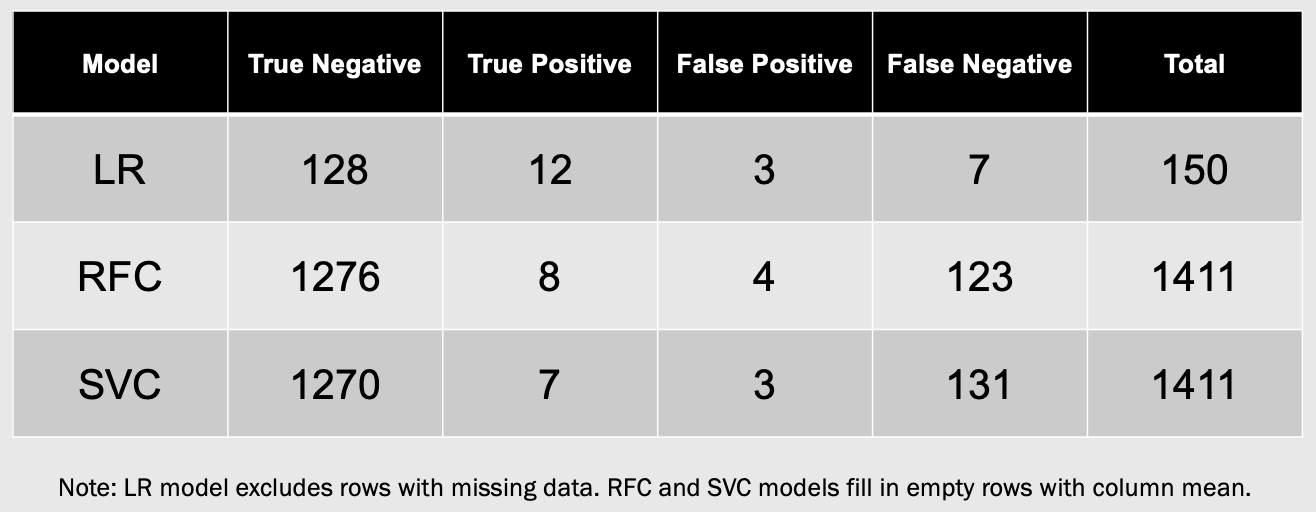 Model True Negative True Positive False Positive False Negative Total
LR 128 12 3 7 150
RFC 1276 8 4 123 1411
SVC 1270 7 3 131 1411
Note: LR model excludes rows with missing data. RFC and SVC models fill in empty rows with column mean.